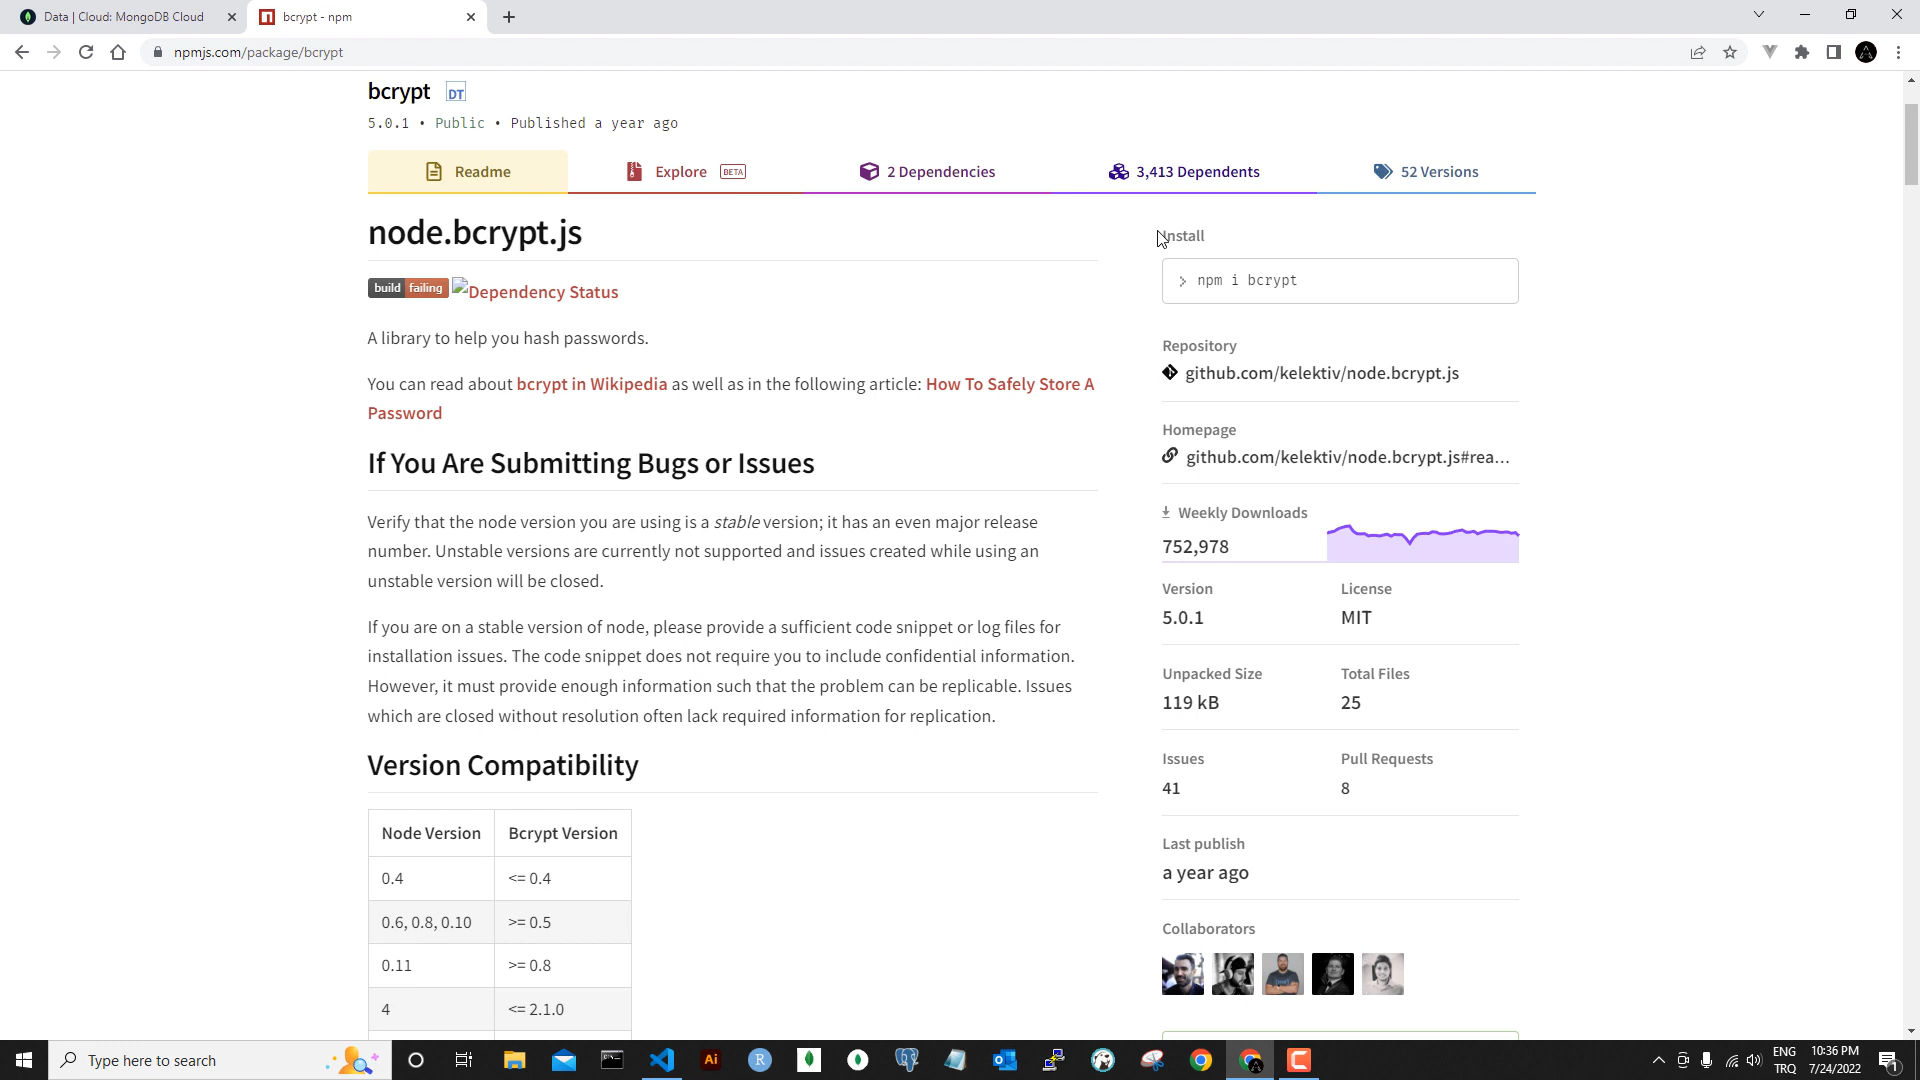 Data | Cloud: MongoDB Cloud
bcrypt - npm
npmjs.com/package/bcrypt
bcrypt DT
5.0.1 • Public • Published a year ago
Readme
Explore BETA
2 Dependencies
3,413 Dependents
52 Versions
node.bcrypt.js
build failing Dependency Status
A library to help you hash passwords.
You can read about bcrypt in Wikipedia as well as in the following article: How To Safely Store A
Password
If You Are Submitting Bugs or Issues
Verify that the node version you are using is a stable version; it has an even major release
number. Unstable versions are currently not supported and issues created while using an
unstable version will be closed.
If you are on a stable version of node, please provide a sufficient code snippet or log files for
installation issues. The code snippet does not require you to include confidential information.
However, it must provide enough information such that the problem can be replicable. Issues
which are closed without resolution often lack required information for replication.
Version Compatibility
Node Version Bcrypt Version
0.4 <= 0.4
0.6, 0.8, 0.10 >= 0.5
0.11 >= 0.8
4 <= 2.1.0
Install
> npm i bcrypt
Repository
github.com/kelektiv/node.bcrypt.js
Homepage
github.com/kelektiv/node.bcrypt.js#rea...
Weekly Downloads
752,978
Version License
5.0.1 MIT
Unpacked Size Total Files
119 kB 25
Issues Pull Requests
41 8
Last publish
a year ago
Collaborators
Type here to search
Ai
R
ENG
TRQ
10:36 PM
7/24/2022
1